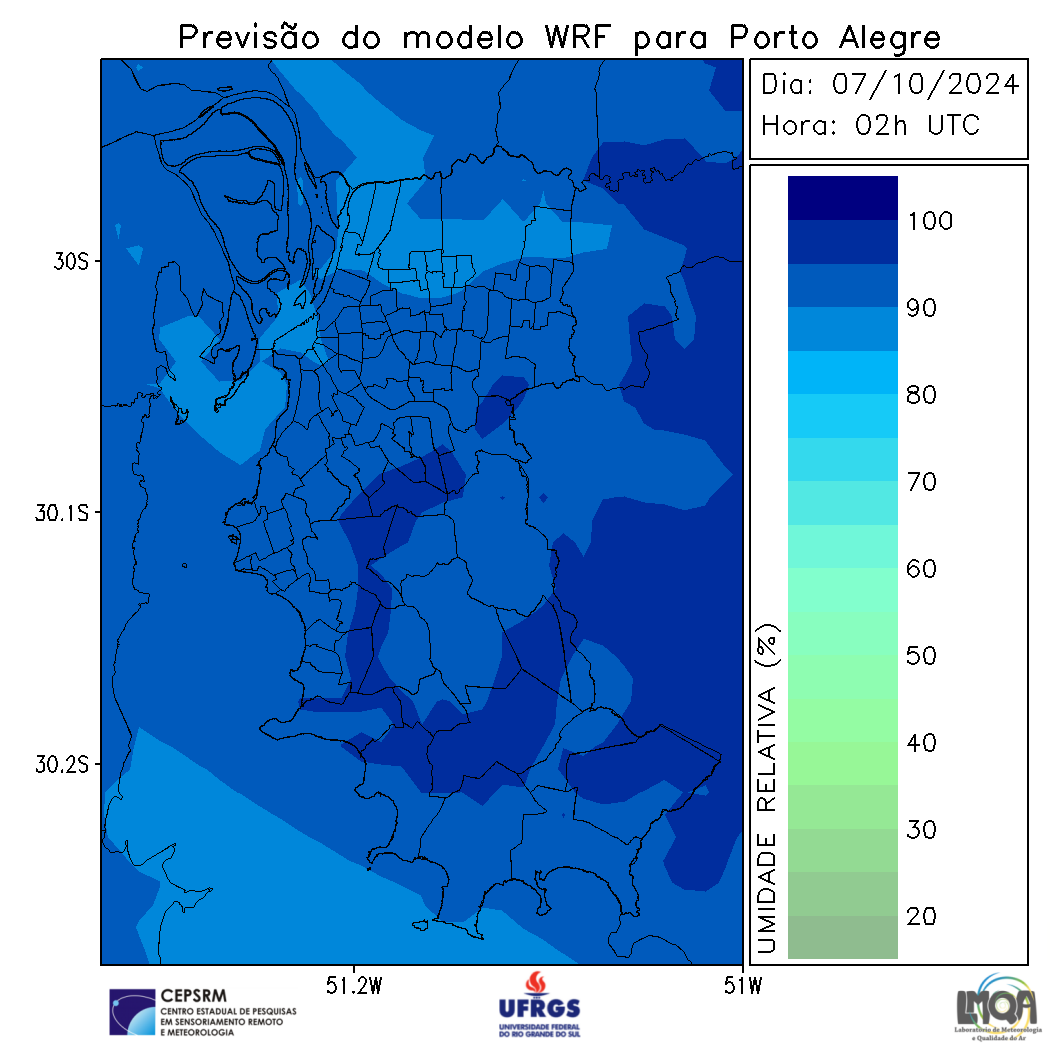 Previsão do modelo WRF para Porto Alegre
Dia: 07/10/2024
Hora: 02h UTC
30S
30.1S
30.2S
51.2W
51W
100
90
80
70
60
50
40
30
20
UMIDADE RELATIVA (%)
CEPSRM
CENTRO ESTADUAL DE PESQUISAS
EM SENSORIAMENTO REMOTO
E METEOROLOGIA
UFRGS
UNIVERSIDADE FEDERAL
DO RIO GRANDE DO SUL
LMQA
Laboratório de Meteorologia
e Qualidade do Ar